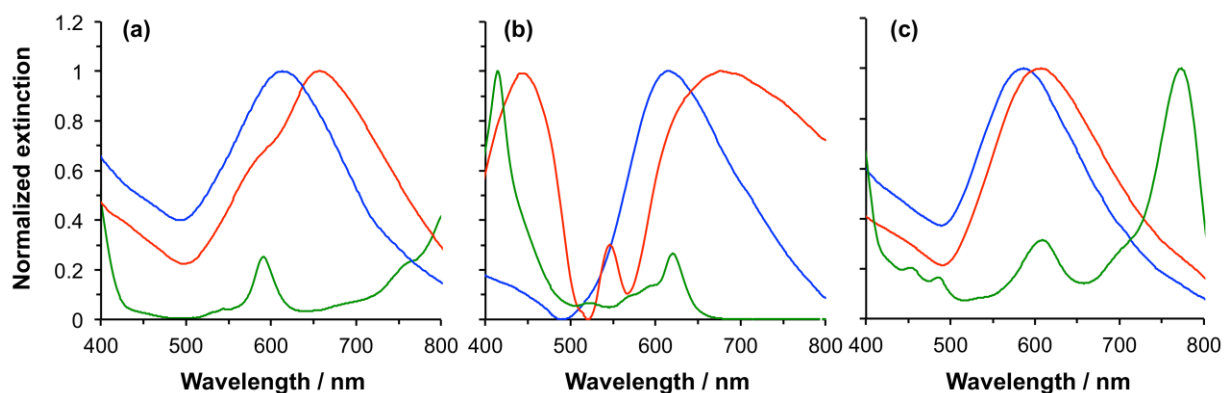 (a) (b) (c)
Normalized extinction
1.2
1
0.8
0.6
0.4
0.2
0
400 500 600 700 800 400 500 600 700 800 400 500 600 700 800
Wavelength / nm Wavelength / nm Wavelength / nm